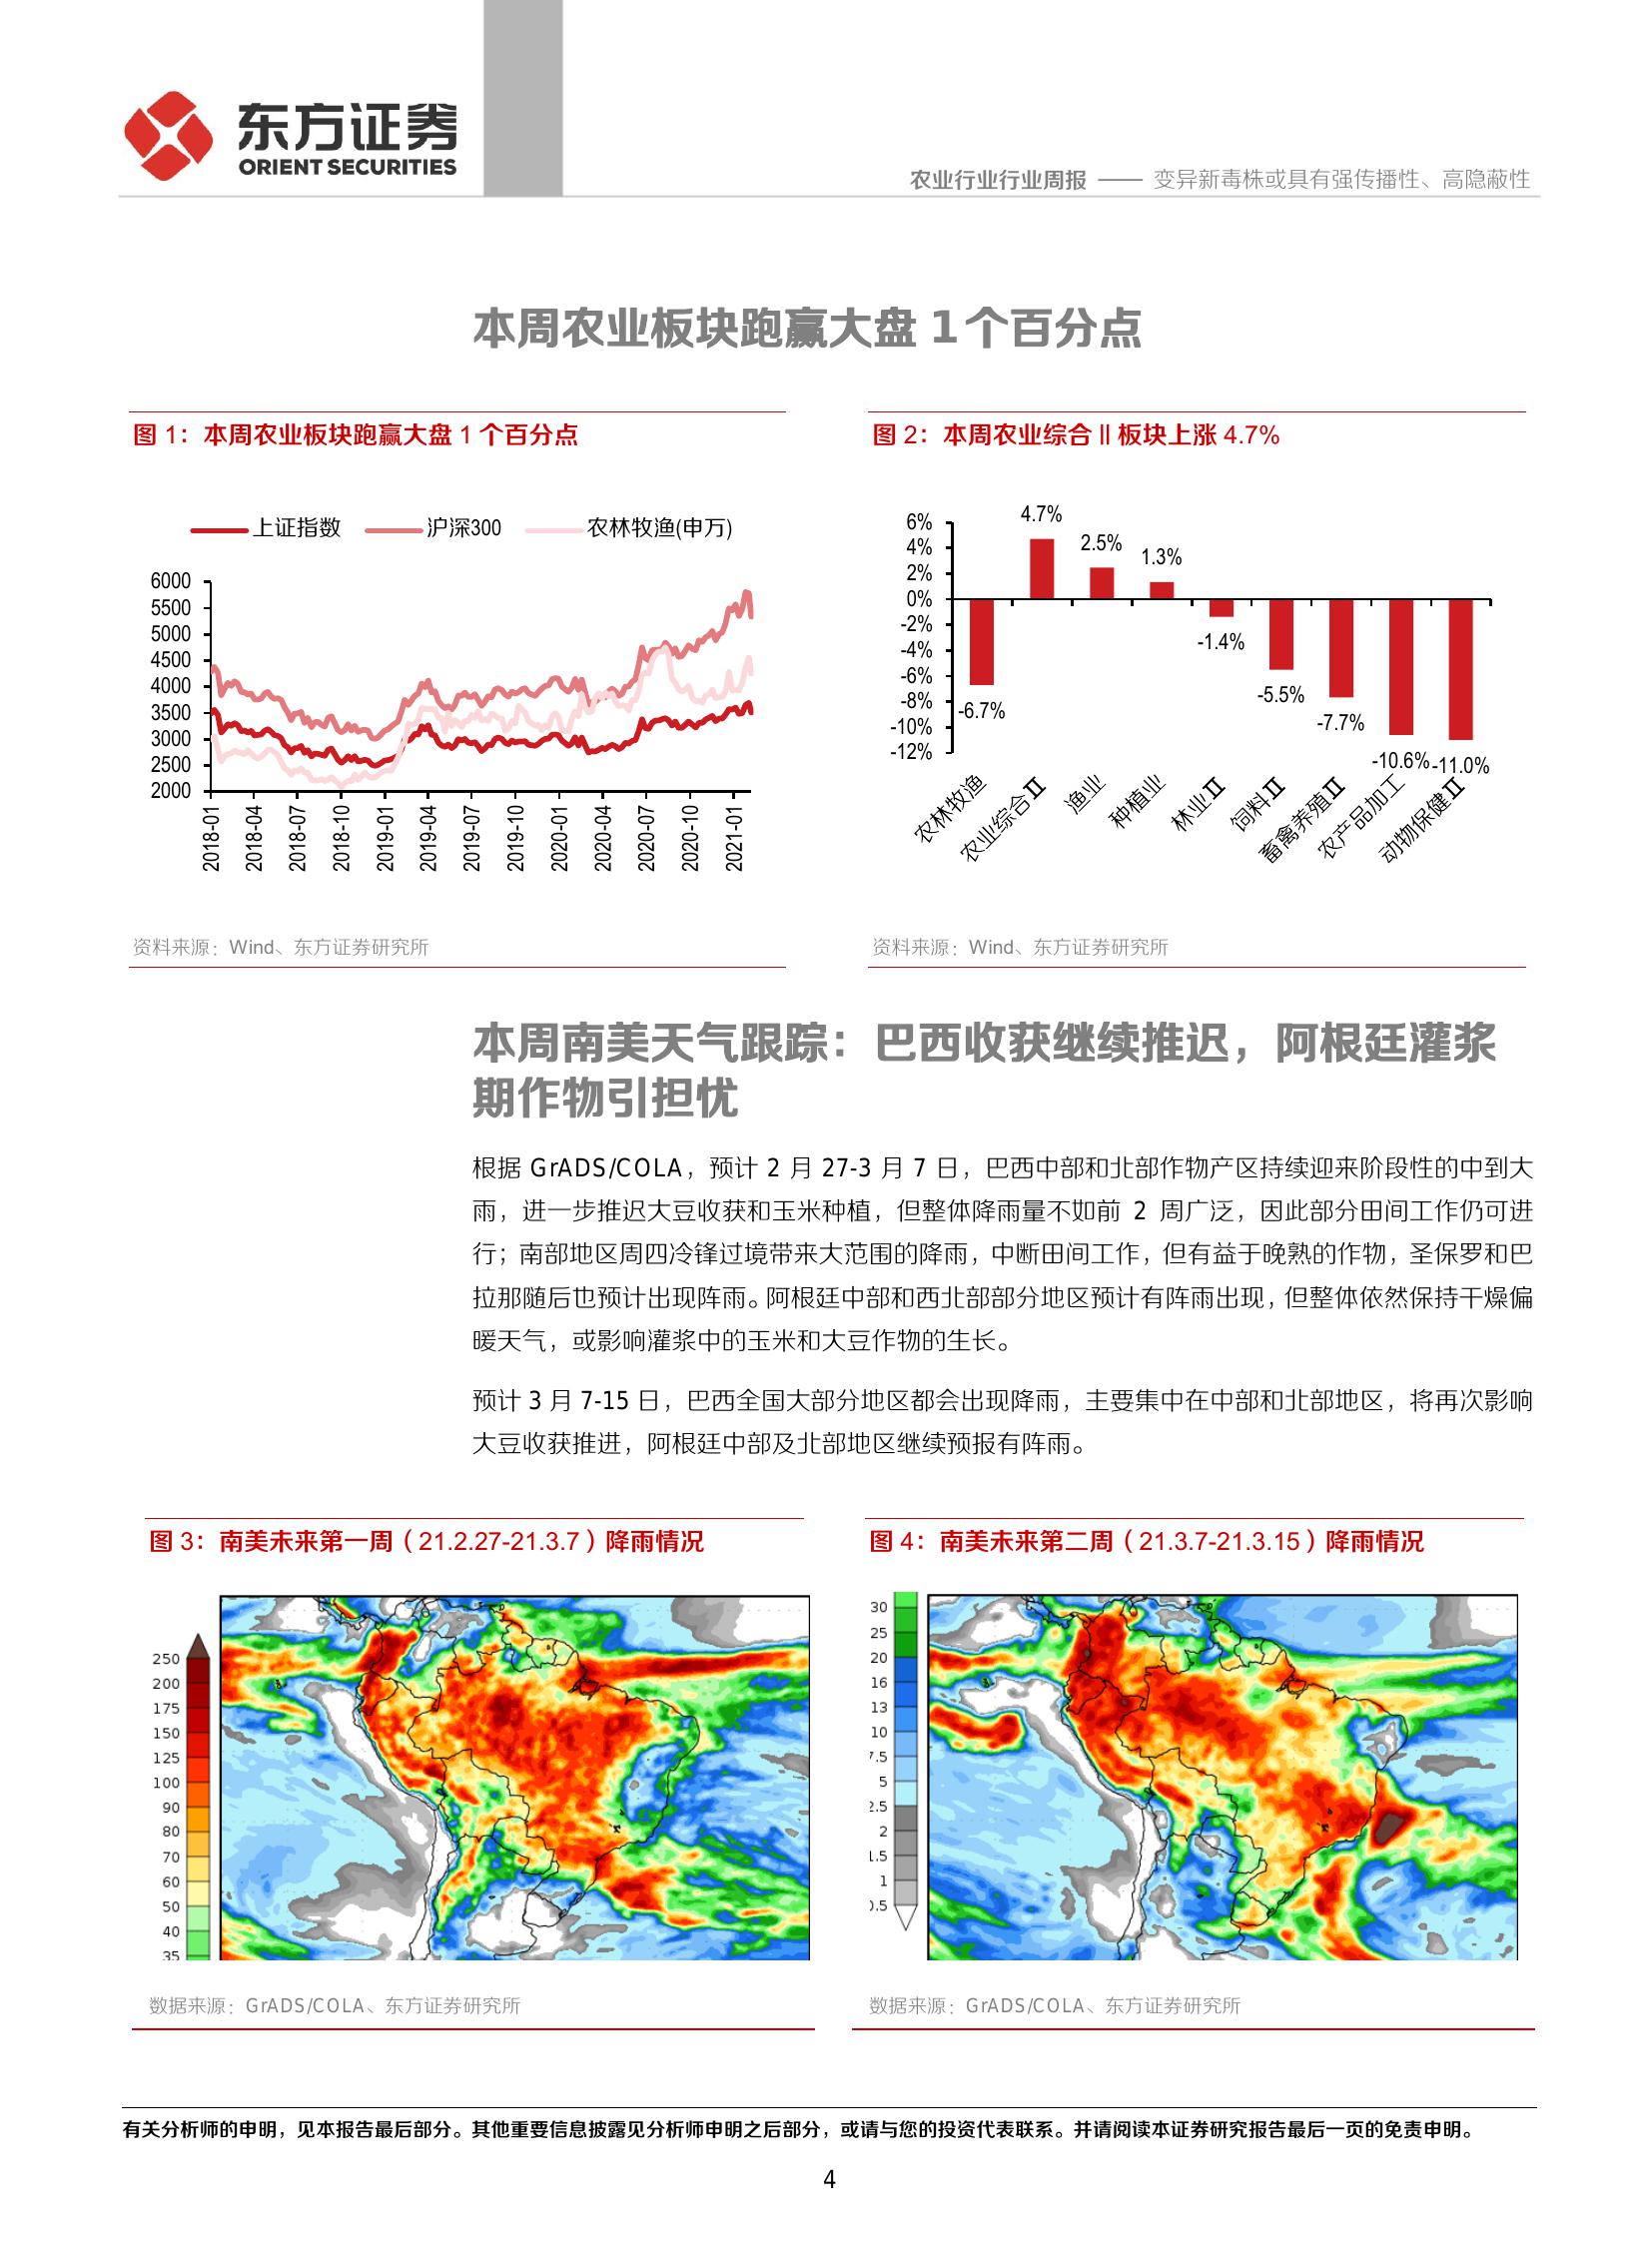 东方证券
ORIENT SECURITIES
农业行业行业周报 —— 变异新毒株或具有强传播性、高隐蔽性
本周农业板块跑赢大盘 1 个百分点
图 1：本周农业板块跑赢大盘 1 个百分点
上证指数 沪深300 农林牧渔(申万)
6000
5500
5000
4500
4000
3500
3000
2500
2000
2018-01 2018-04 2018-07 2018-10 2019-01 2019-04 2019-07 2019-10 2020-01 2020-04 2020-07 2020-10 2021-01
资料来源：Wind、东方证券研究所
图 2：本周农业综合Ⅱ板块上涨 4.7%
6%
4%
2%
0%
-2%
-4%
-6%
-8%
-10%
-12%
-6.7% 4.7% 2.5% 1.3% -1.4% -5.5% -7.7% -10.6% -11.0%
农林牧渔 农业综合Ⅱ 渔业 种植业 林业Ⅱ 饲料Ⅱ 畜禽养殖Ⅱ 农产品加工 动物保健Ⅱ
资料来源：Wind、东方证券研究所
本周南美天气跟踪：巴西收获继续推迟，阿根廷灌浆
期作物引担忧
根据 GrADS/COLA，预计 2 月 27-3 月 7 日，巴西中部和北部作物产区持续迎来阶段性的中到大
雨，进一步推迟大豆收获和玉米种植，但整体降雨量不如前 2 周广泛，因此部分田间工作仍可进
行；南部地区周四冷锋过境带来大范围的降雨，中断田间工作，但有益于晚熟的作物，圣保罗和巴
拉那随后也预计出现阵雨。阿根廷中部和西北部部分地区预计有阵雨出现，但整体依然保持干燥偏
暖天气，或影响灌浆中的玉米和大豆作物的生长。
预计 3 月 7-15 日，巴西全国大部分地区都会出现降雨，主要集中在中部和北部地区，将再次影响
大豆收获推进，阿根廷中部及北部地区继续预报有阵雨。
图 3：南美未来第一周（21.2.27-21.3.7）降雨情况
250
200
175
150
125
100
90
80
70
60
50
40
35
数据来源：GrADS/COLA、东方证券研究所
图 4：南美未来第二周（21.3.7-21.3.15）降雨情况
30
25
20
16
13
10
7.5
5
2.5
2
1.5
1
0.5
数据来源：GrADS/COLA、东方证券研究所
有关分析师的申明，见本报告最后部分。其他重要信息披露见分析师申明之后部分，或请与您的投资代表联系。并请阅读本证券研究报告最后一页的免责申明。
4